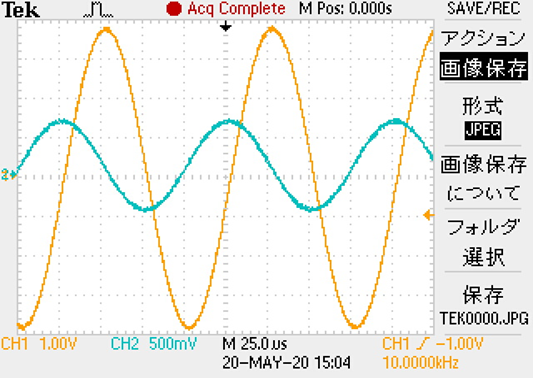 Tek
Acq Complete
M Pos: 0.000s
SAVE/REC
アクション
画像保存
形式
JPEG
画像保存
について
フォルダ
選択
保存
TEK0000.JPG
2
CH1 1.00V
CH2 500mV
M 25.0us
CH1 -1.00V
20-MAY-20 15:04
10.0000kHz